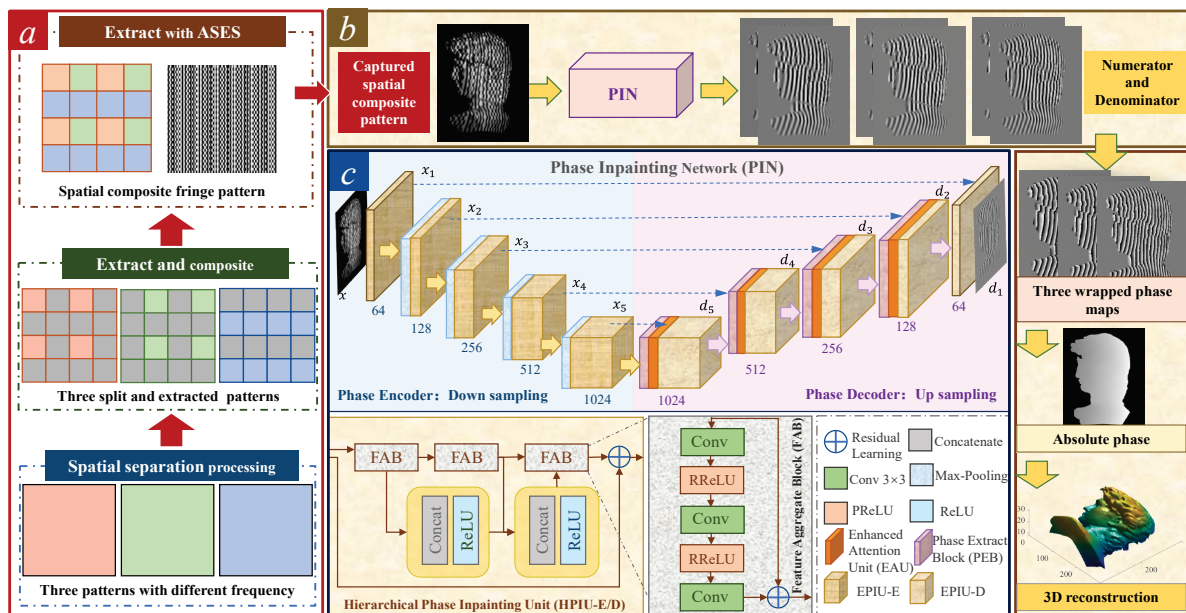 a
Extract with ASES
Spatial composite fringe pattern
Extract and composite
Three split and extracted patterns
Spatial separation processing
Three patterns with different frequency
b
Captured
spatial
composite
pattern
PIN
Numerator
and
Denominator
c
Phase Inpainting Network (PIN)
x
x1
x2
x3
x4
x5
d5
d4
d3
d2
d1
64
128
256
512
1024
1024
512
256
128
64
Phase Encoder: Down sampling
Phase Decoder: Up sampling
FAB
FAB
FAB
Concat
ReLU
Concat
ReLU
Hierarchical Phase Inpainting Unit (HPIU-E/D)
Conv
RReLU
Conv
RReLU
Conv
Feature Aggregate Block (FAB)
Residual
Learning
Concatenate
Conv 3×3
Max-Pooling
PReLU
ReLU
Enhanced
Attention
Unit (EAU)
Phase Extract
Block (PEB)
EPIU-E
EPIU-D
Three wrapped phase
maps
Absolute phase
30
20
10
0
100
200
200
3D reconstruction